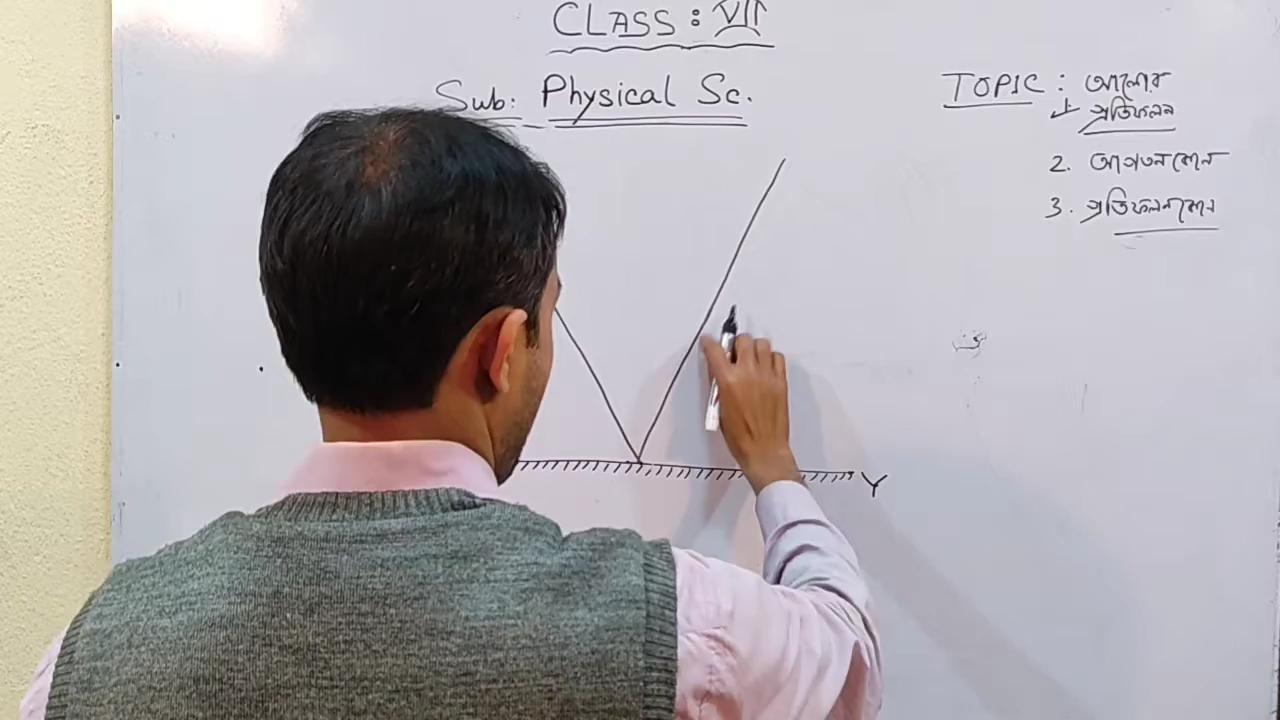 CLASS : VII
Sub: Physical Sc.
TOPIC : আলোর
1. প্রতিফলন
2. আপতন কোন
3. প্রতিফলন কোন
Y